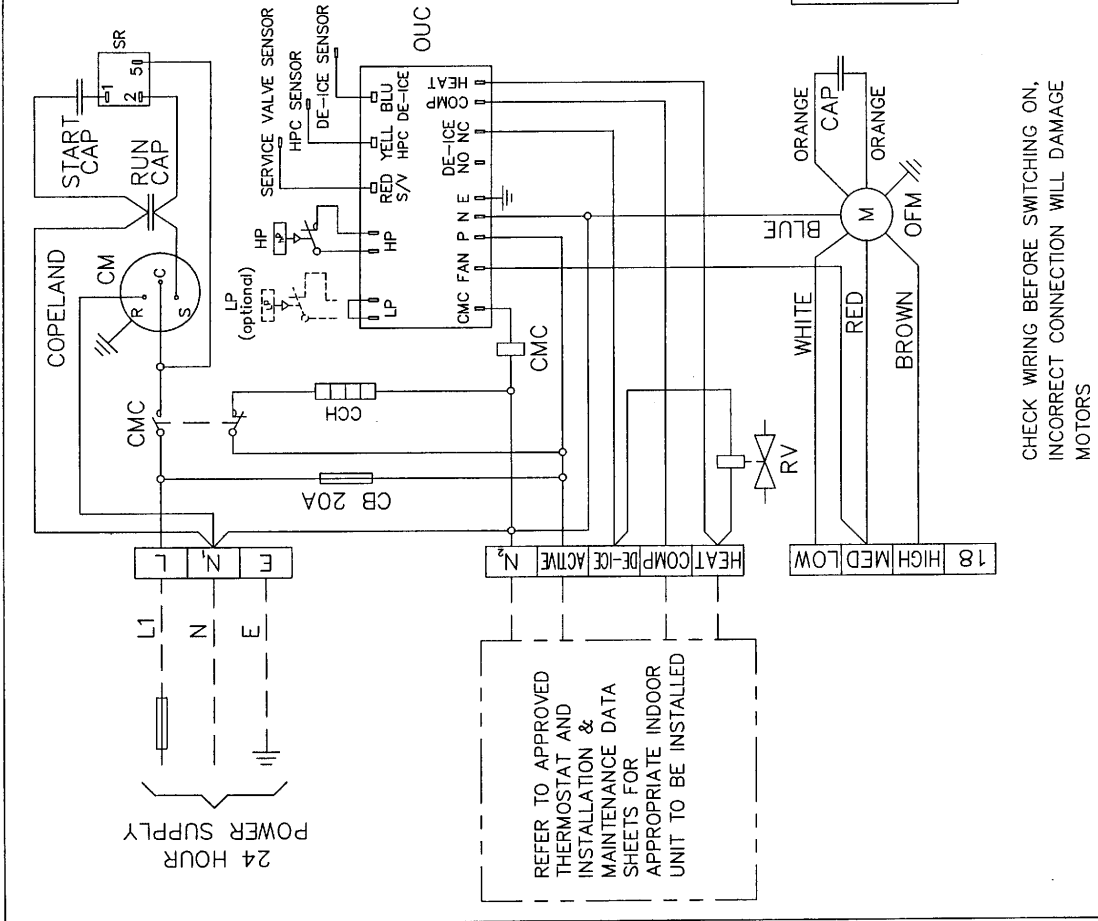 COPELAND
CM
R
C
S
START
CAP
RUN
CAP
SR
1
2
5
SERVICE VALVE SENSOR
HPC SENSOR
DE-ICE SENSOR
OUC
LP
(optional)
LP
HP
P
LP
HP
RED
S/V
YELL
HPC
BLU
DE-ICE
CMC
FAN
P
N
E
DE-ICE
NO
NC
COMP
HEAT
CMC
CCH
CMC
CB 20A
L
N1
E
L1
N
E
24 HOUR
POWER SUPPLY
N2
ACTIVE
DE-ICE
COMP
HEAT
RV
REFER TO APPROVED
THERMOSTAT AND
INSTALLATION &
MAINTENANCE DATA
SHEETS FOR
APPROPRIATE INDOOR
UNIT TO BE INSTALLED
ORANGE
CAP
ORANGE
BLUE
M
OFM
WHITE
RED
BROWN
LOW
MED
HIGH
18
CHECK WIRING BEFORE SWITCHING ON,
INCORRECT CONNECTION WILL DAMAGE
MOTORS